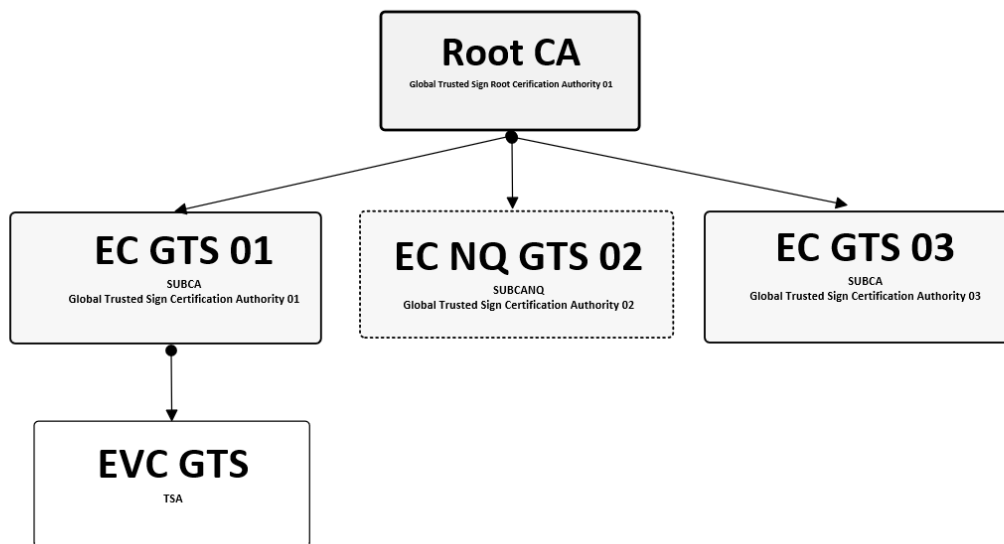 Root CA
Global Trusted Sign Root Cerification Authority 01
EC GTS 01
SUBCA
Global Trusted Sign Certification Authority 01
EC NQ GTS 02
SUBCANQ
Global Trusted Sign Certification Authority 02
EC GTS 03
SUBCA
Global Trusted Sign Certification Authority 03
EVC GTS
TSA